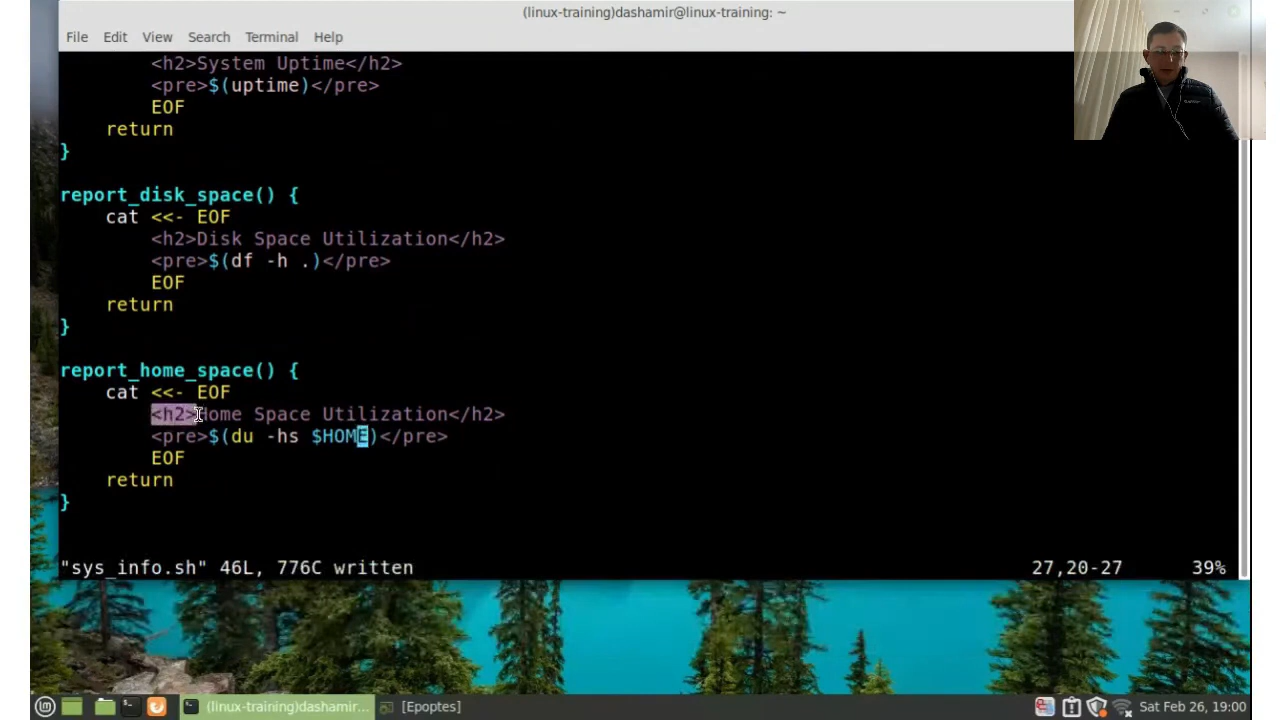 (linux-training)dashamir@linux-training: ~
File Edit View Search Terminal Help
<h2>System Uptime</h2>
<pre>$(uptime)</pre>
EOF
return
}
report_disk_space() {
cat <<- EOF
<h2>Disk Space Utilization</h2>
<pre>$(df -h .)</pre>
EOF
return
}
report_home_space() {
cat <<- EOF
<h2>Home Space Utilization</h2>
<pre>$(du -hs $HOME)</pre>
EOF
return
}
"sys_info.sh" 46L, 776C written 27,20-27 39%
(linux-training)dashamir... [Epoptes] Sat Feb 26, 19:00